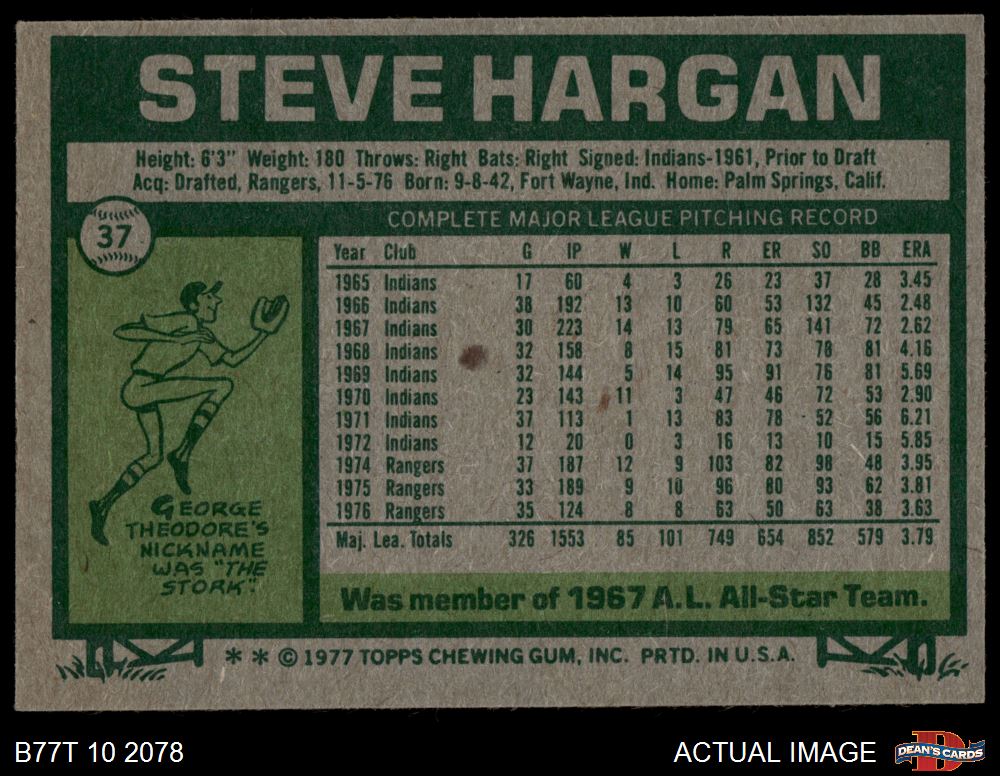 STEVE HARGAN
Height: 6'3" Weight: 180 Throws: Right Bats: Right Signed: Indians-1961, Prior to Draft
Acq: Drafted, Rangers, 11-5-76 Born: 9-8-42, Fort Wayne, Ind. Home: Palm Springs, Calif.
37
COMPLETE MAJOR LEAGUE PITCHING RECORD
Year Club G IP W L R ER SO BB ERA
1965 Indians 17 60 4 3 26 23 37 28 3.45
1966 Indians 38 192 13 10 60 53 132 45 2.48
1967 Indians 30 223 14 13 79 65 141 72 2.62
1968 Indians 32 158 8 15 81 73 78 81 4.16
1969 Indians 32 144 5 14 95 91 76 81 5.69
1970 Indians 23 143 11 3 47 46 72 53 2.90
1971 Indians 37 113 1 13 83 78 52 56 6.21
1972 Indians 12 20 0 3 16 13 10 15 5.85
1974 Rangers 37 187 12 9 103 82 98 48 3.95
1975 Rangers 33 189 9 10 96 80 93 62 3.81
1976 Rangers 35 124 8 8 63 50 63 38 3.63
Maj. Lea. Totals 326 1553 85 101 749 654 852 579 3.79
GEORGE
THEODORE'S
NICKNAME
WAS "THE
STORK".
Was member of 1967 A.L. All-Star Team.
* * © 1977 TOPPS CHEWING GUM, INC. PRTD. IN U.S.A.
B77T 10 2078
ACTUAL IMAGE
DEAN'S CARDS